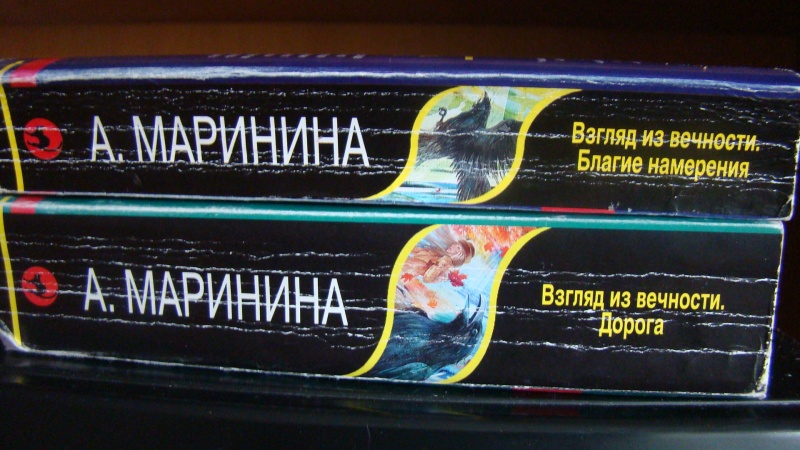 А. МАРИНИНА
Взгляд из вечности.
Благие намерения
А. МАРИНИНА
Взгляд из вечности.
Дорога